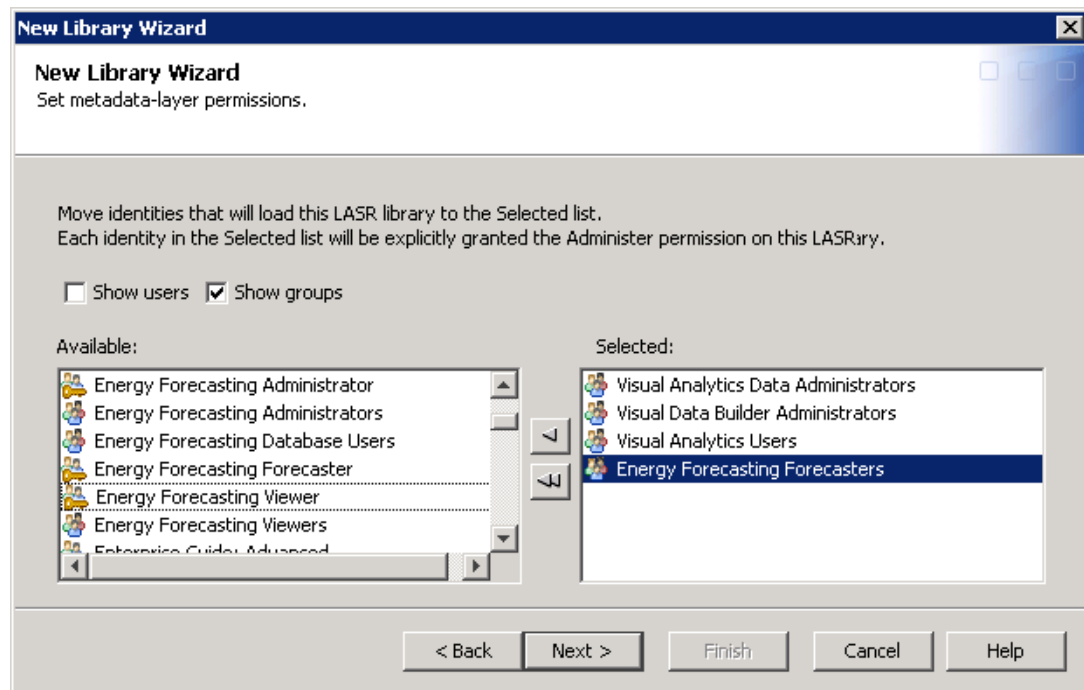 New Library Wizard
New Library Wizard
Set metadata-layer permissions.
Move identities that will load this LASR library to the Selected list.
Each identity in the Selected list will be explicitly granted the Administer permission on this LASRary.
Show users Show groups
Available: Selected:
Energy Forecasting Administrator
Energy Forecasting Administrators
Energy Forecasting Database Users
Energy Forecasting Forecaster
Energy Forecasting Viewer
Energy Forecasting Viewers
Enterprise Guide: Advanced
Visual Analytics Data Administrators
Visual Data Builder Administrators
Visual Analytics Users
Energy Forecasting Forecasters
< Back Next > Finish Cancel Help